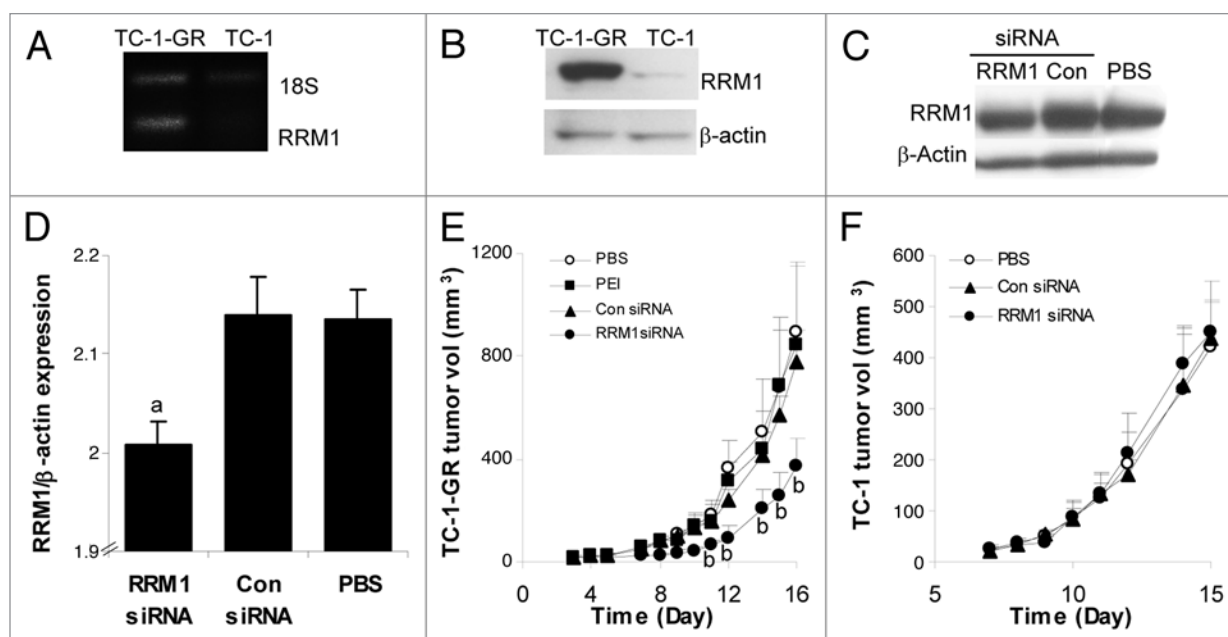 A
TC-1-GR TC-1
18S
RRM1
B
TC-1-GR TC-1
RRM1
β-actin
C
siRNA
RRM1 Con PBS
RRM1
β-Actin
D
RRM1/β-actin expression
2.2
2.1
2
1.9
a
RRM1 siRNA
Con siRNA
PBS
E
TC-1-GR tumor vol (mm³)
1200
800
400
0
PBS
PEI
Con siRNA
RRM1siRNA
b b b b b
0 4 8 12 16
Time (Day)
F
TC-1 tumor vol (mm³)
600
500
400
300
200
100
0
PBS
Con siRNA
RRM1 siRNA
5 10 15
Time (Day)